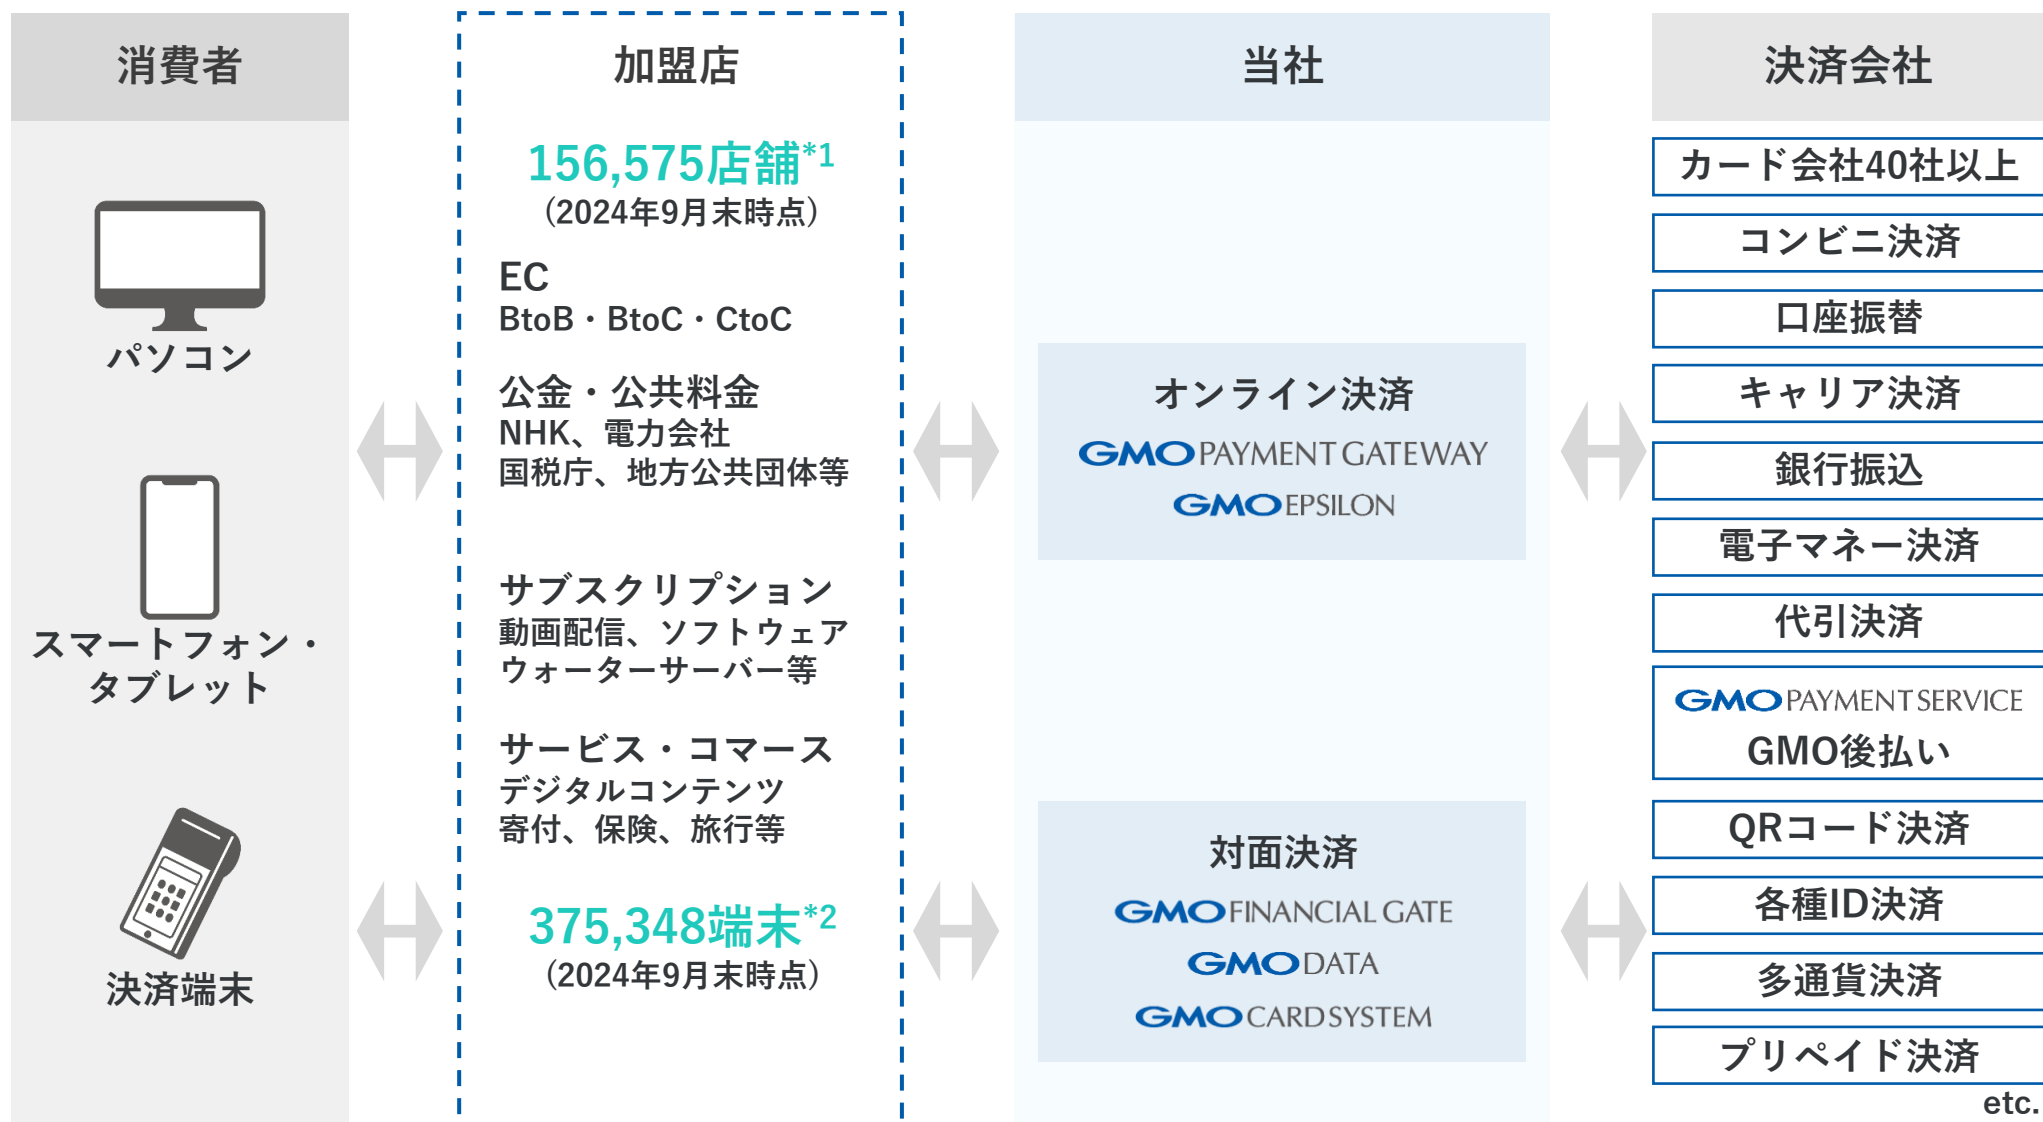 消費者
パソコン
スマートフォン・
タブレット
決済端末
加盟店
156,575店舗*1
(2024年9月末時点)
EC
BtoB・BtoC・CtoC
公金・公共料金
NHK、電力会社
国税庁、地方公共団体等
サブスクリプション
動画配信、ソフトウェア
ウォーターサーバー等
サービス・コマース
デジタルコンテンツ
寄付、保険、旅行等
375,348端末*2
(2024年9月末時点)
当社
オンライン決済
GMO PAYMENT GATEWAY
GMO EPSILON
対面決済
GMO FINANCIAL GATE
GMO DATA
GMO CARD SYSTEM
決済会社
カード会社40社以上
コンビニ決済
口座振替
キャリア決済
銀行振込
電子マネー決済
代引決済
GMO PAYMENT SERVICE
GMO後払い
QRコード決済
各種ID決済
多通貨決済
プリペイド決済
etc.